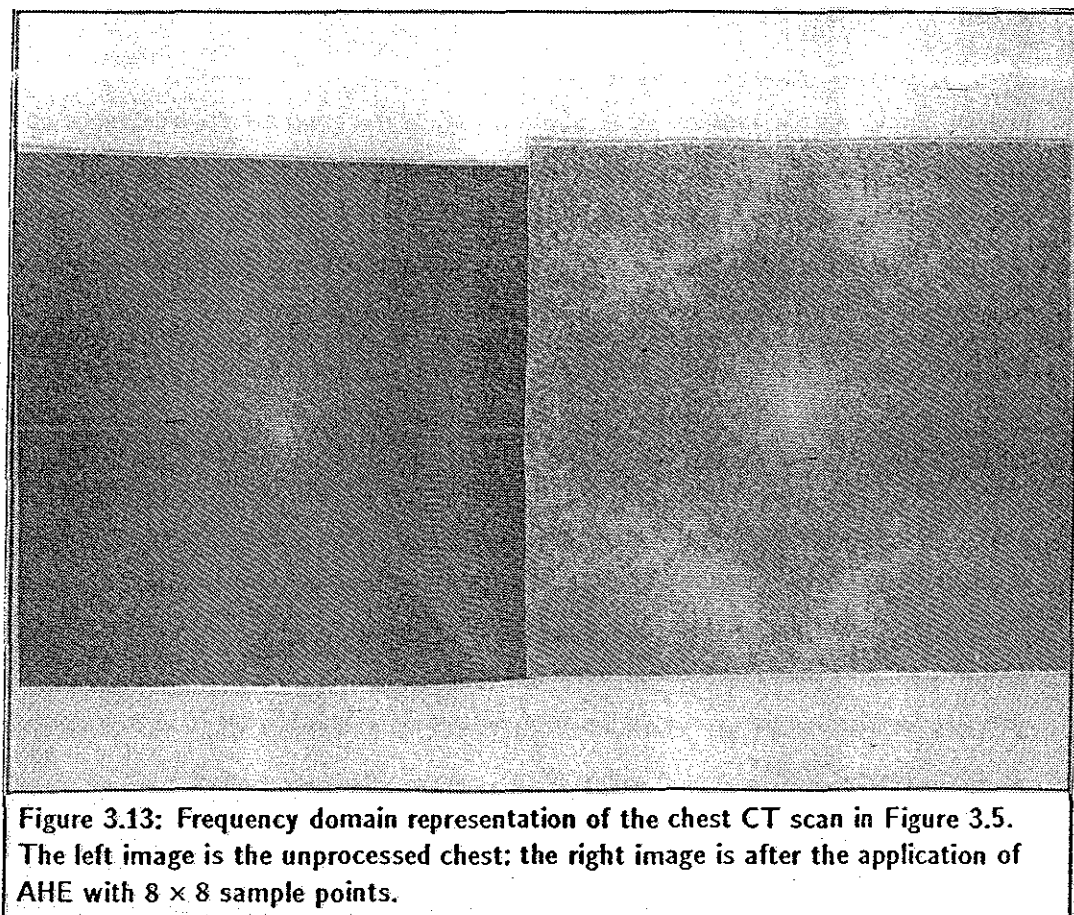 Figure 3.13: Frequency domain representation of the chest CT scan in Figure 3.5.
The left image is the unprocessed chest; the right image is after the application of
AHE with 8 × 8 sample points.